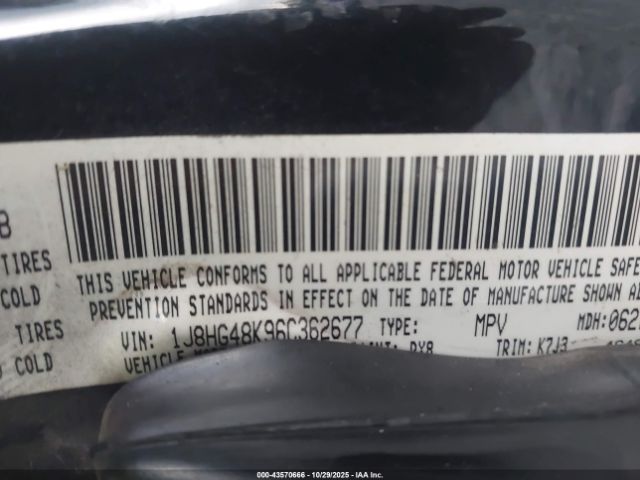 B
TIRES
COLD
TIRES
COLD
THIS VEHICLE CONFORMS TO ALL APPLICABLE FEDERAL MOTOR VEHICLE SAFE
PREVENTION STANDARDS IN EFFECT ON THE DATE OF MANUFACTURE SHOWN A
VIN: 1J8HG48K96C362677 TYPE: MPV MDH:062
VEHICLE PX8 TRIM: K7J3
000-43570666 | 10/29/2025 | IAA Inc.